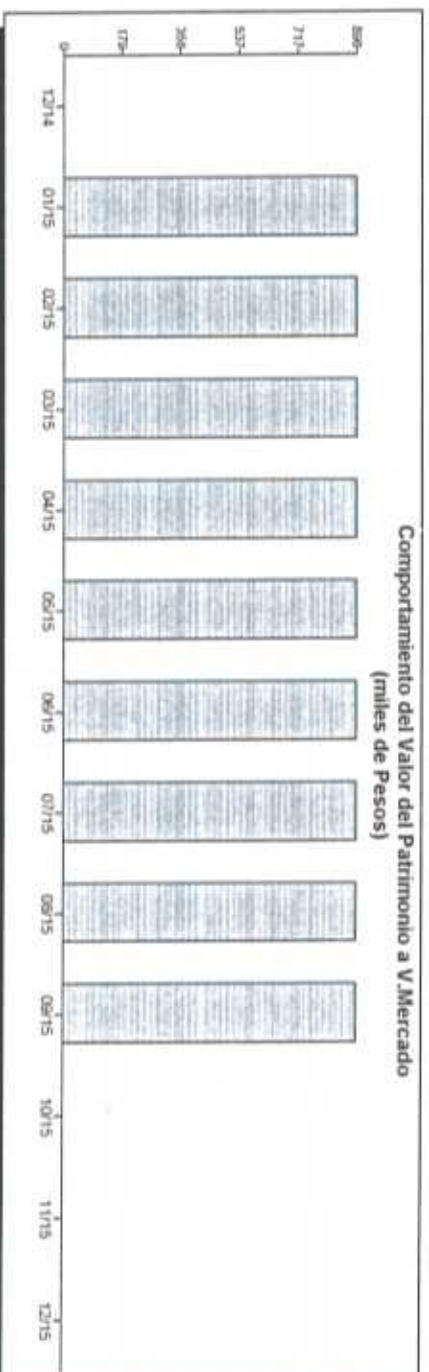 Comportamiento del Valor del Patrimonio a V.Mercado
(miles de Pesos)
717-
537-
0
12/14 01/15 02/15 03/15 04/15 05/15 06/15 07/15 08/15 09/15 10/15 11/15 12/15